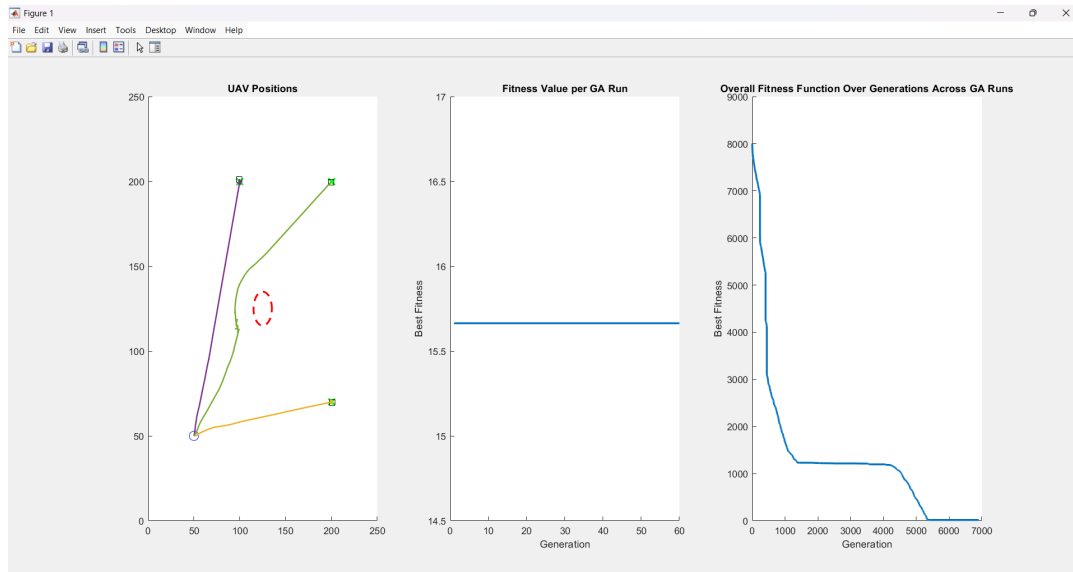 Figure 1
File Edit View Insert Tools Desktop Window Help
UAV Positions
250
200
150
100
50
0
0 50 100 150 200 250
Fitness Value per GA Run
17
16.5
16
15.5
15
14.5
Best Fitness
0 10 20 30 40 50 60
Generation
Overall Fitness Function Over Generations Across GA Runs
9000
8000
7000
6000
5000
4000
3000
2000
1000
0
Best Fitness
0 1000 2000 3000 4000 5000 6000 7000
Generation